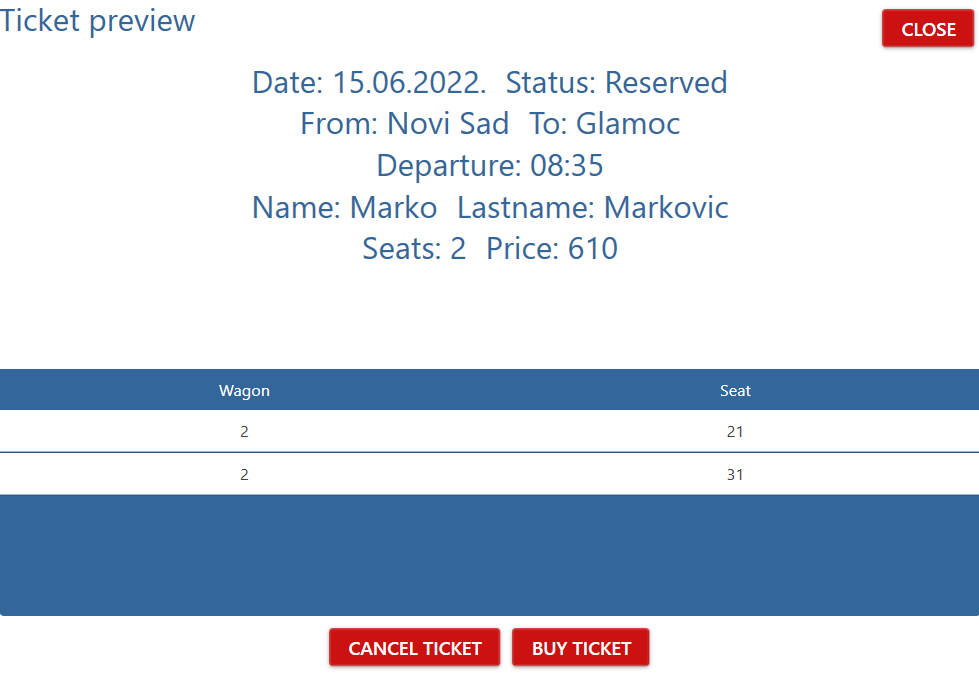 Ticket preview
CLOSE
Date: 15.06.2022. Status: Reserved
From: Novi Sad To: Glamoc
Departure: 08:35
Name: Marko Lastname: Markovic
Seats: 2 Price: 610
Wagon Seat
2 21
2 31
CANCEL TICKET BUY TICKET